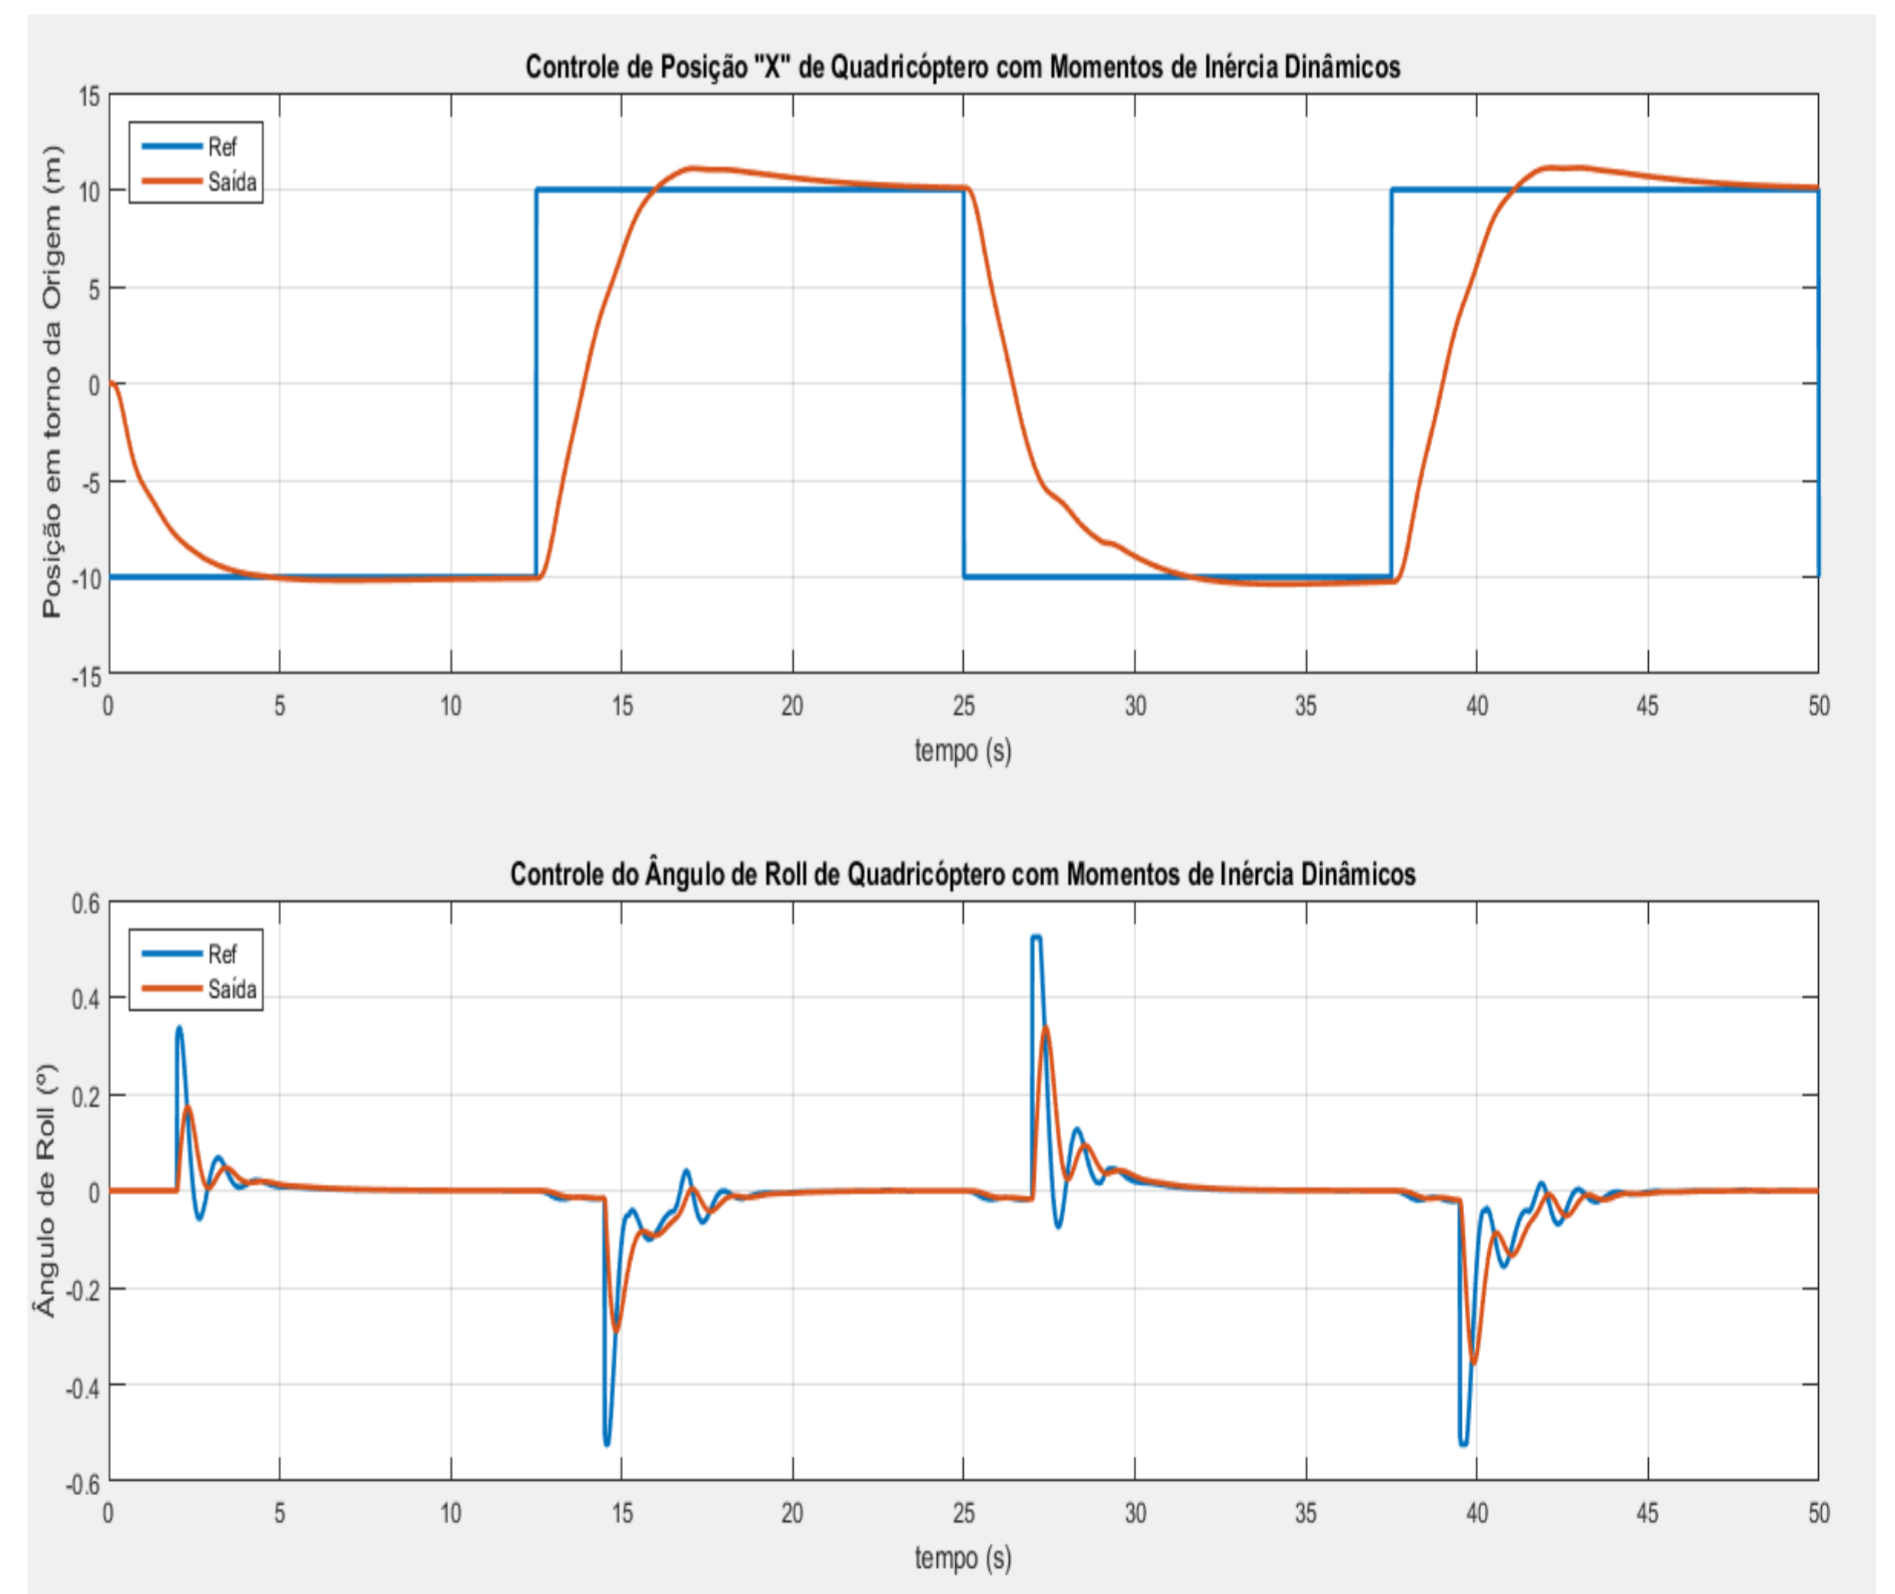 Controle de Posição "X" de Quadricóptero com Momentos de Inércia Dinâmicos
Posição em torno da Origem (m)
15
10
5
0
-5
-10
-15
Ref
Saída
0 5 10 15 20 25 30 35 40 45 50
tempo (s)
Controle do Ângulo de Roll de Quadricóptero com Momentos de Inércia Dinâmicos
Ângulo de Roll (º)
0.6
0.4
0.2
0
-0.2
-0.4
-0.6
Ref
Saída
0 5 10 15 20 25 30 35 40 45 50
tempo (s)